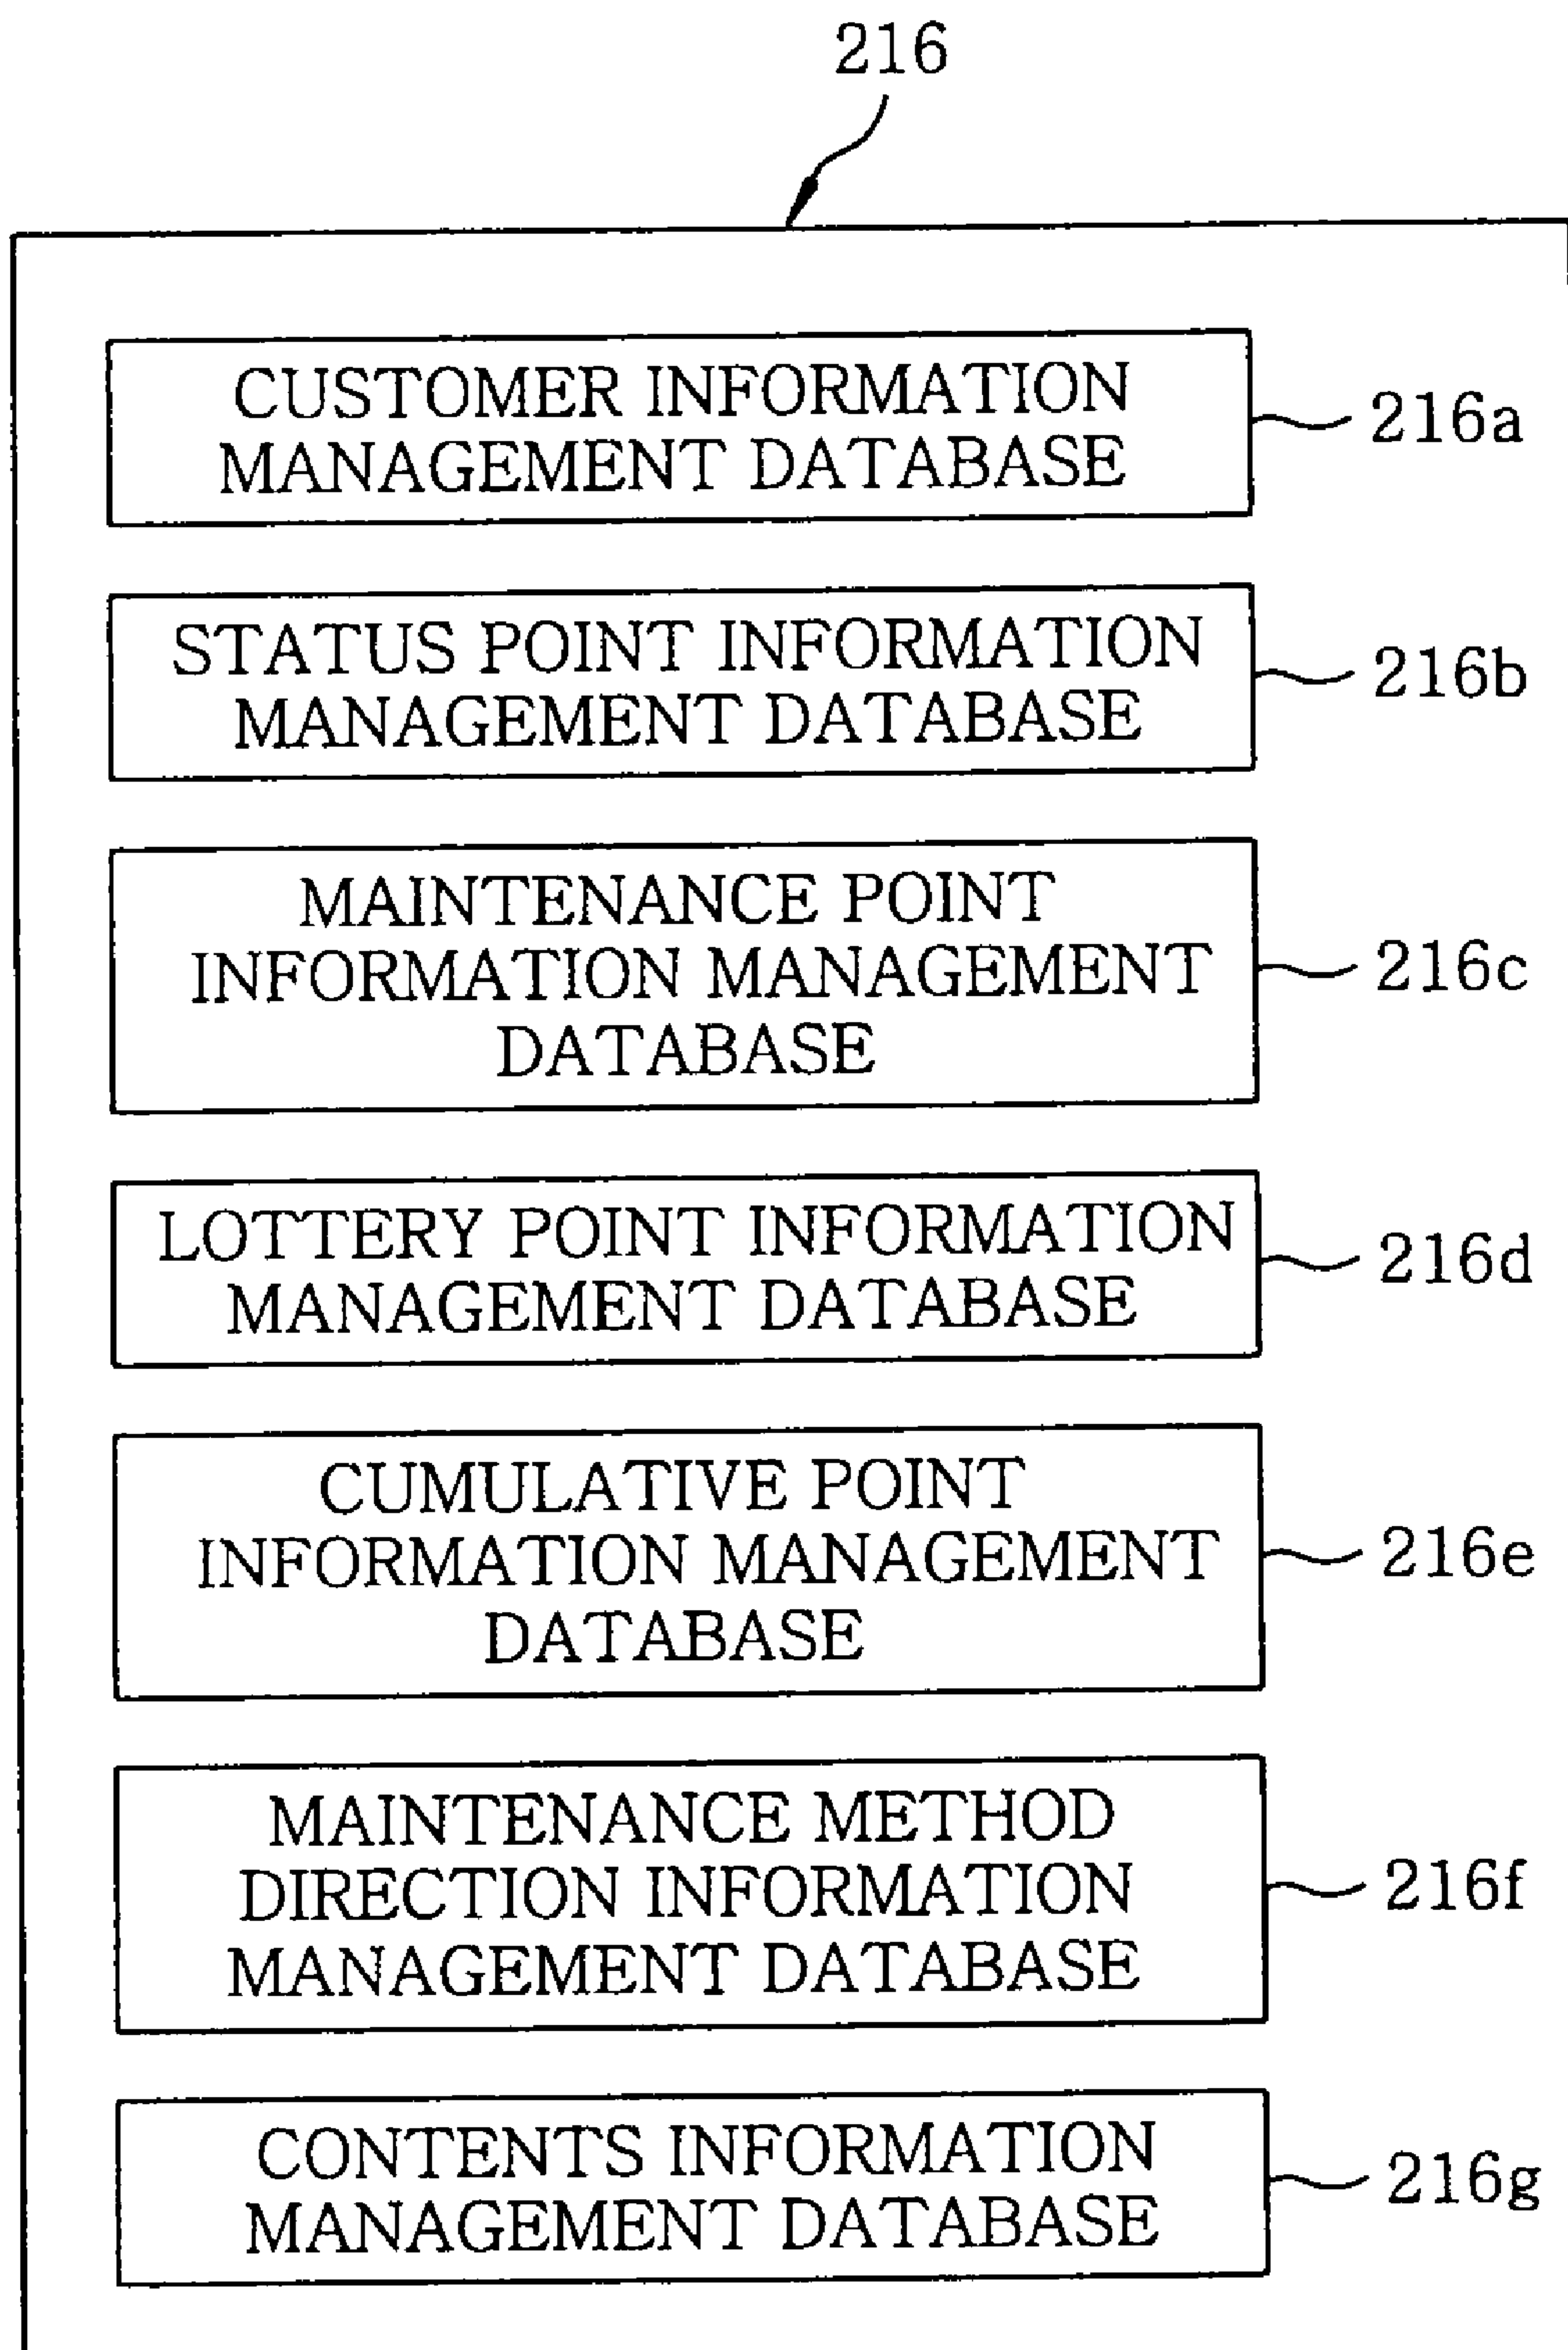 216
CUSTOMER INFORMATION
MANAGEMENT DATABASE
216a
STATUS POINT INFORMATION
MANAGEMENT DATABASE
216b
MAINTENANCE POINT
INFORMATION MANAGEMENT
DATABASE
216c
LOTTERY POINT INFORMATION
MANAGEMENT DATABASE
216d
CUMULATIVE POINT
INFORMATION MANAGEMENT
DATABASE
216e
MAINTENANCE METHOD
DIRECTION INFORMATION
MANAGEMENT DATABASE
216f
CONTENTS INFORMATION
MANAGEMENT DATABASE
216g